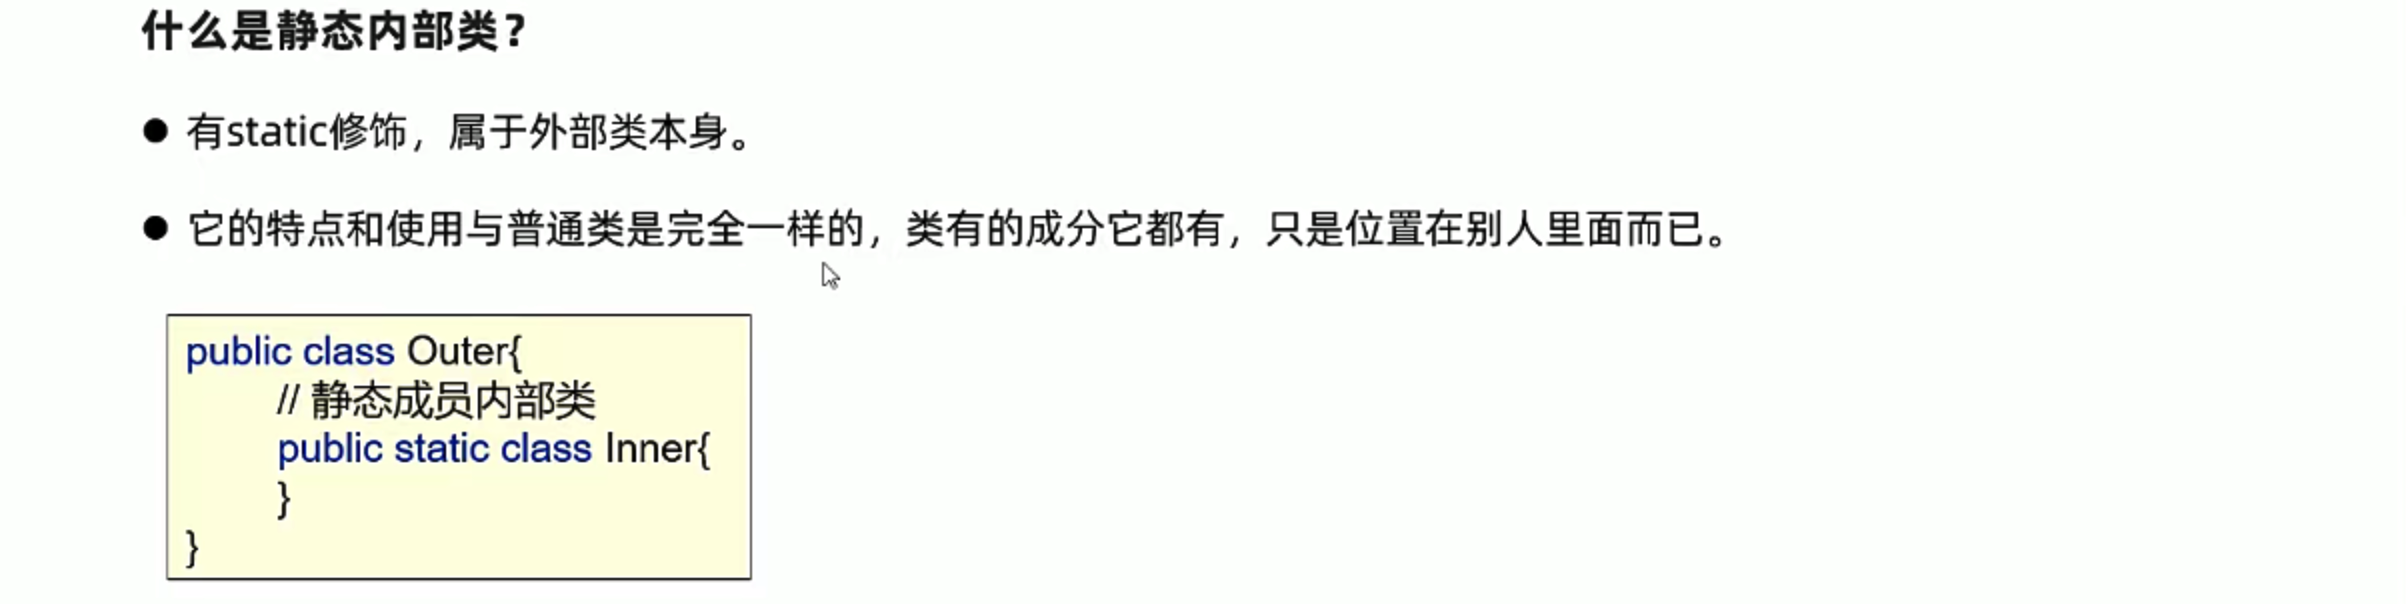 什么是静态内部类？
● 有static修饰，属于外部类本身。
● 它的特点和使用与普通类是完全一样的，类有的成分它都有，只是位置在别人里面而已。
public class Outer{
// 静态成员内部类
public static class Inner{
}
}